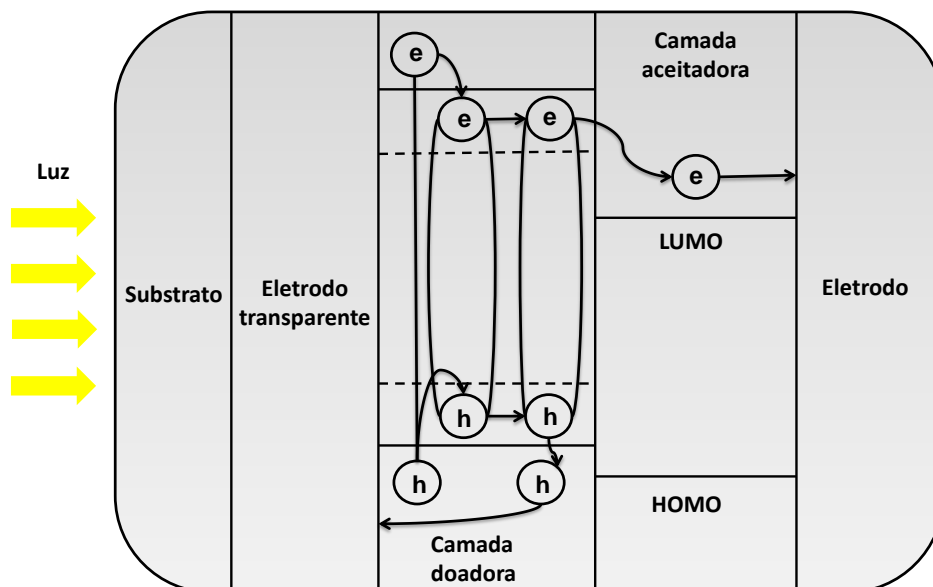 Luz
Substrato
Eletrodo
transparente
e
e
e
h
h
h
h
Camada
doadora
Camada
aceitadora
e
LUMO
HOMO
Eletrodo